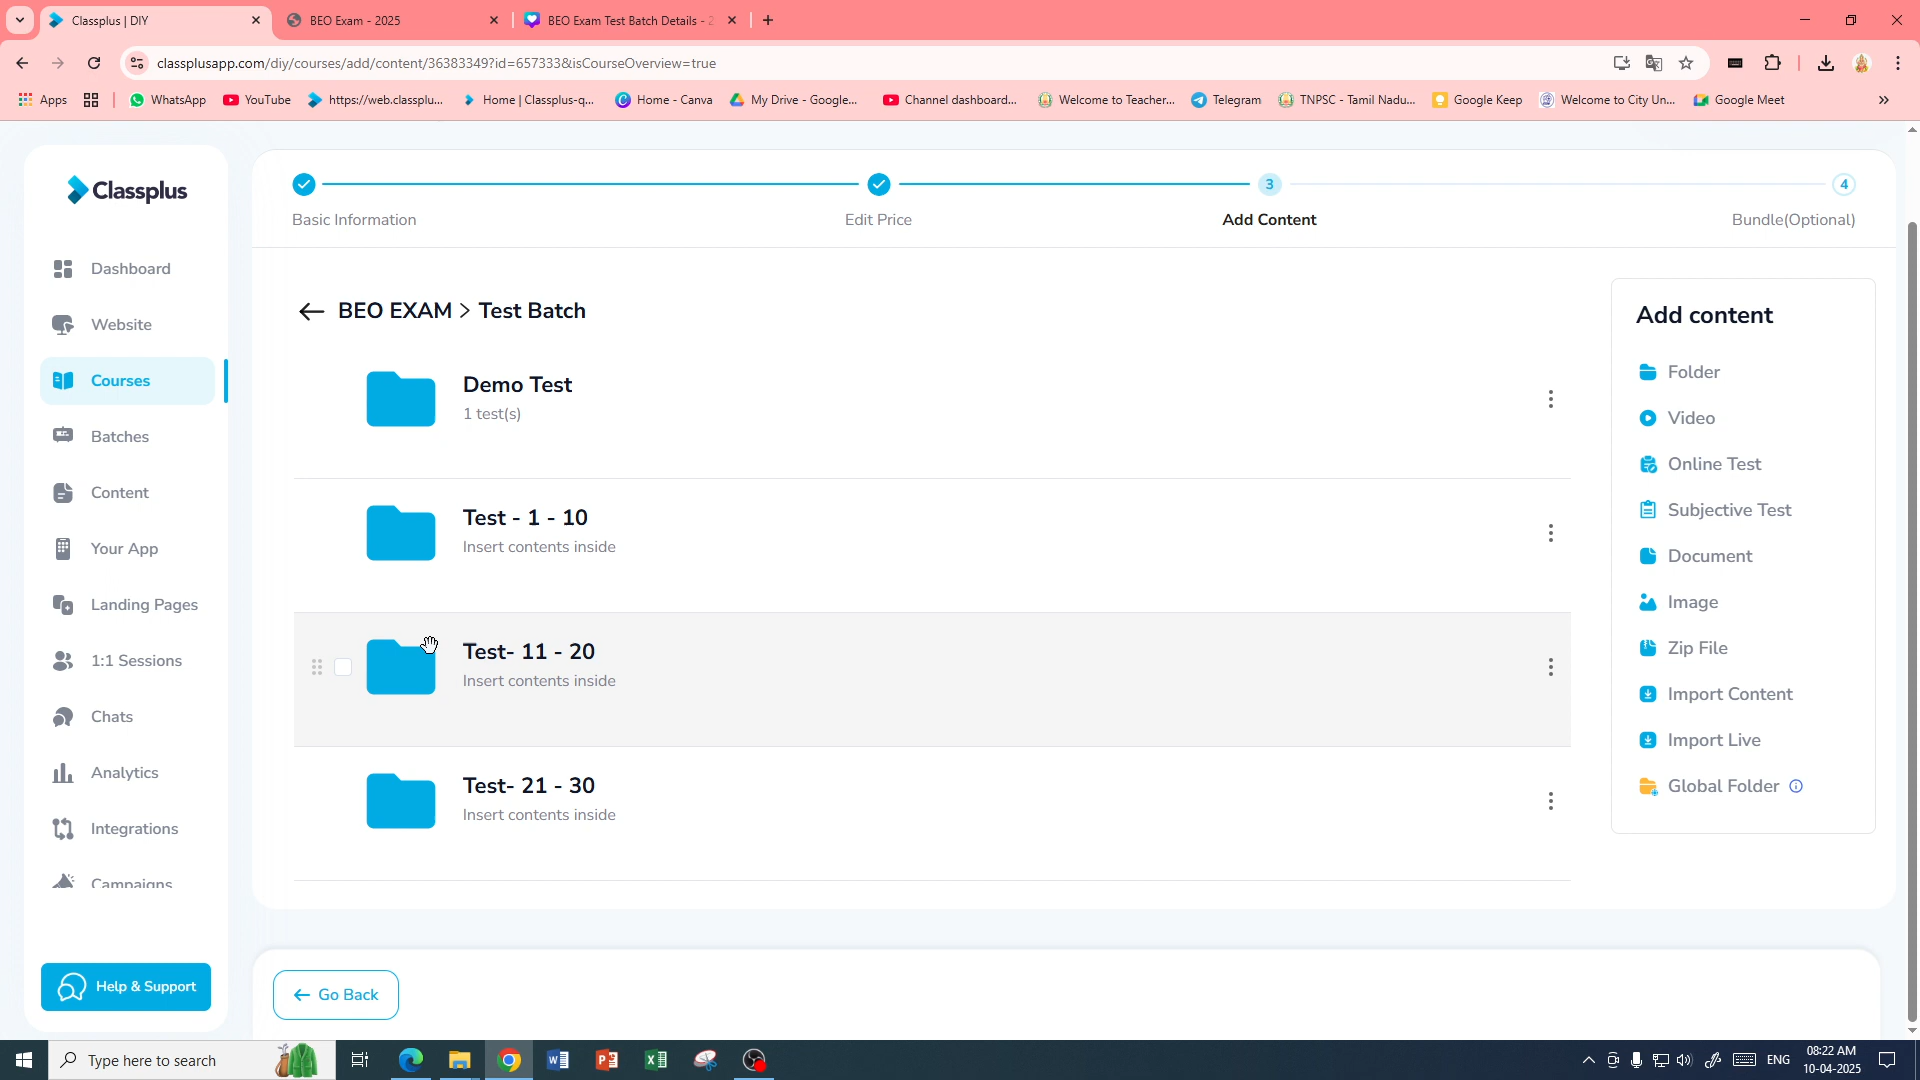 Classplus | DIY
BEO Exam - 2025
BEO Exam Test Batch Details - 2
classplusapp.com/diy/courses/add/content/36383349?id=657333&isCourseOverview=true
Apps
WhatsApp
YouTube
https://web.classplu...
Home | Classplus-q...
Home - Canva
My Drive - Google...
Channel dashboard...
Welcome to Teacher...
Telegram
TNPSC - Tamil Nadu...
Google Keep
Welcome to City Un...
Google Meet
Classplus
Dashboard
Website
Courses
Batches
Content
Your App
Landing Pages
1:1 Sessions
Chats
Analytics
Integrations
Campaigns
Help & Support
Basic Information
Edit Price
3
Add Content
4
Bundle(Optional)
BEO EXAM > Test Batch
Demo Test
1 test(s)
Test - 1 - 10
Insert contents inside
Test- 11 - 20
Insert contents inside
Test- 21 - 30
Insert contents inside
Go Back
Add content
Folder
Video
Online Test
Subjective Test
Document
Image
Zip File
Import Content
Import Live
Global Folder
Type here to search
ENG
08:22 AM
10-04-2025